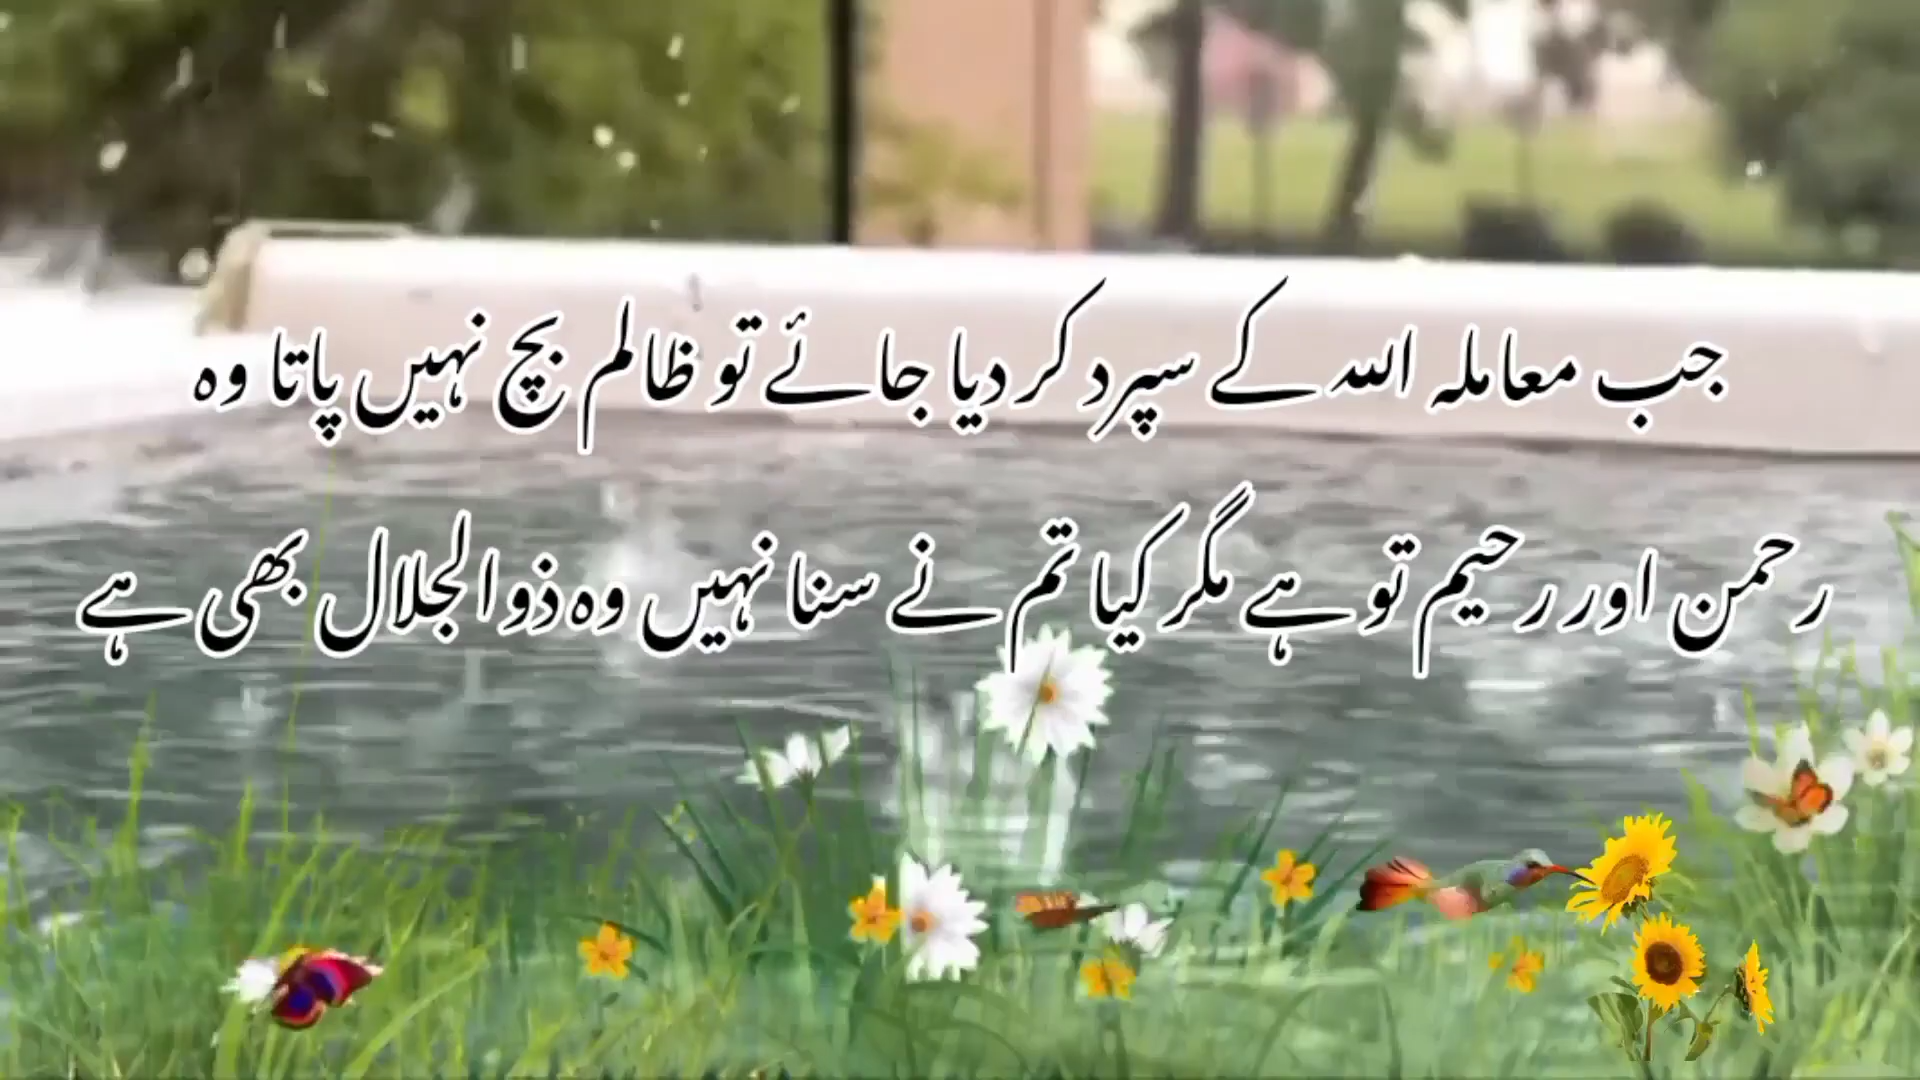 جب معاملہ اللہ کے سپرد کر دیا جائے تو ظالم بچ نہیں پاتا وہ
رحمن اور رحیم تو ہے مگر کیا تم نے سنا نہیں وہ ذوالجلال بھی ہے